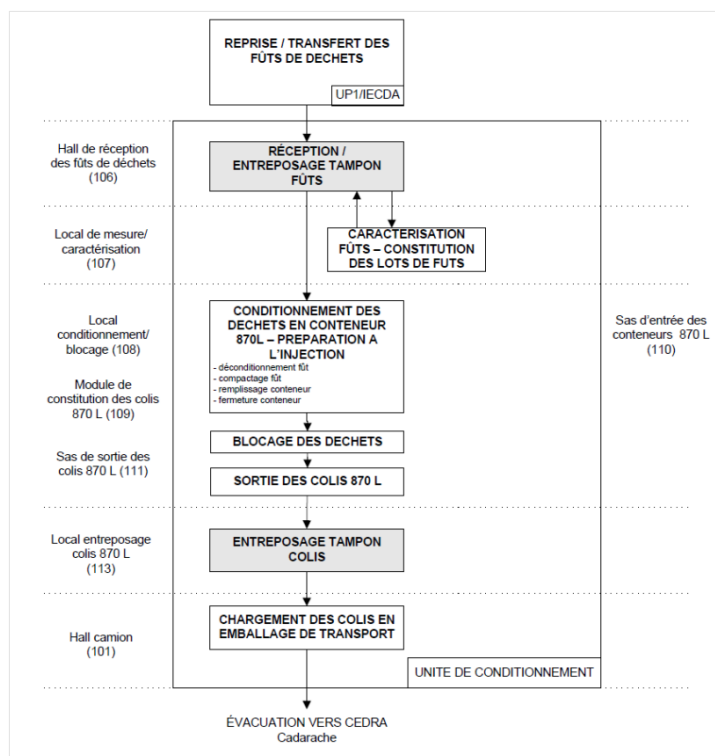 REPRISE / TRANSFERT DES
FÛTS DE DECHETS
UP1/IECDA
Hall de réception
des fûts de déchets
(106)
RÉCEPTION /
ENTREPOSAGE TAMPON
FÛTS
Local de mesure/
caractérisation
(107)
CARACTERISATION
FÛTS – CONSTITUTION
DES LOTS DE FUTS
Local
conditionnement/
blocage (108)
Module de
constitution des colis
870 L (109)
Sas de sortie des
colis 870 L (111)
CONDITIONNEMENT DES
DECHETS EN CONTENEUR
870L – PREPARATION A
L'INJECTION
- déconditionnement fût
- compactage fût
- remplissage conteneur
- fermeture conteneur
Sas d'entrée des
conteneurs 870 L
(110)
BLOCAGE DES DECHETS
SORTIE DES COLIS 870 L
Local entreposage
colis 870 L
(113)
ENTREPOSAGE TAMPON
COLIS
Hall camion
(101)
CHARGEMENT DES COLIS EN
EMBALLAGE DE TRANSPORT
UNITE DE CONDITIONNEMENT
ÉVACUATION VERS CEDRA
Cadarache